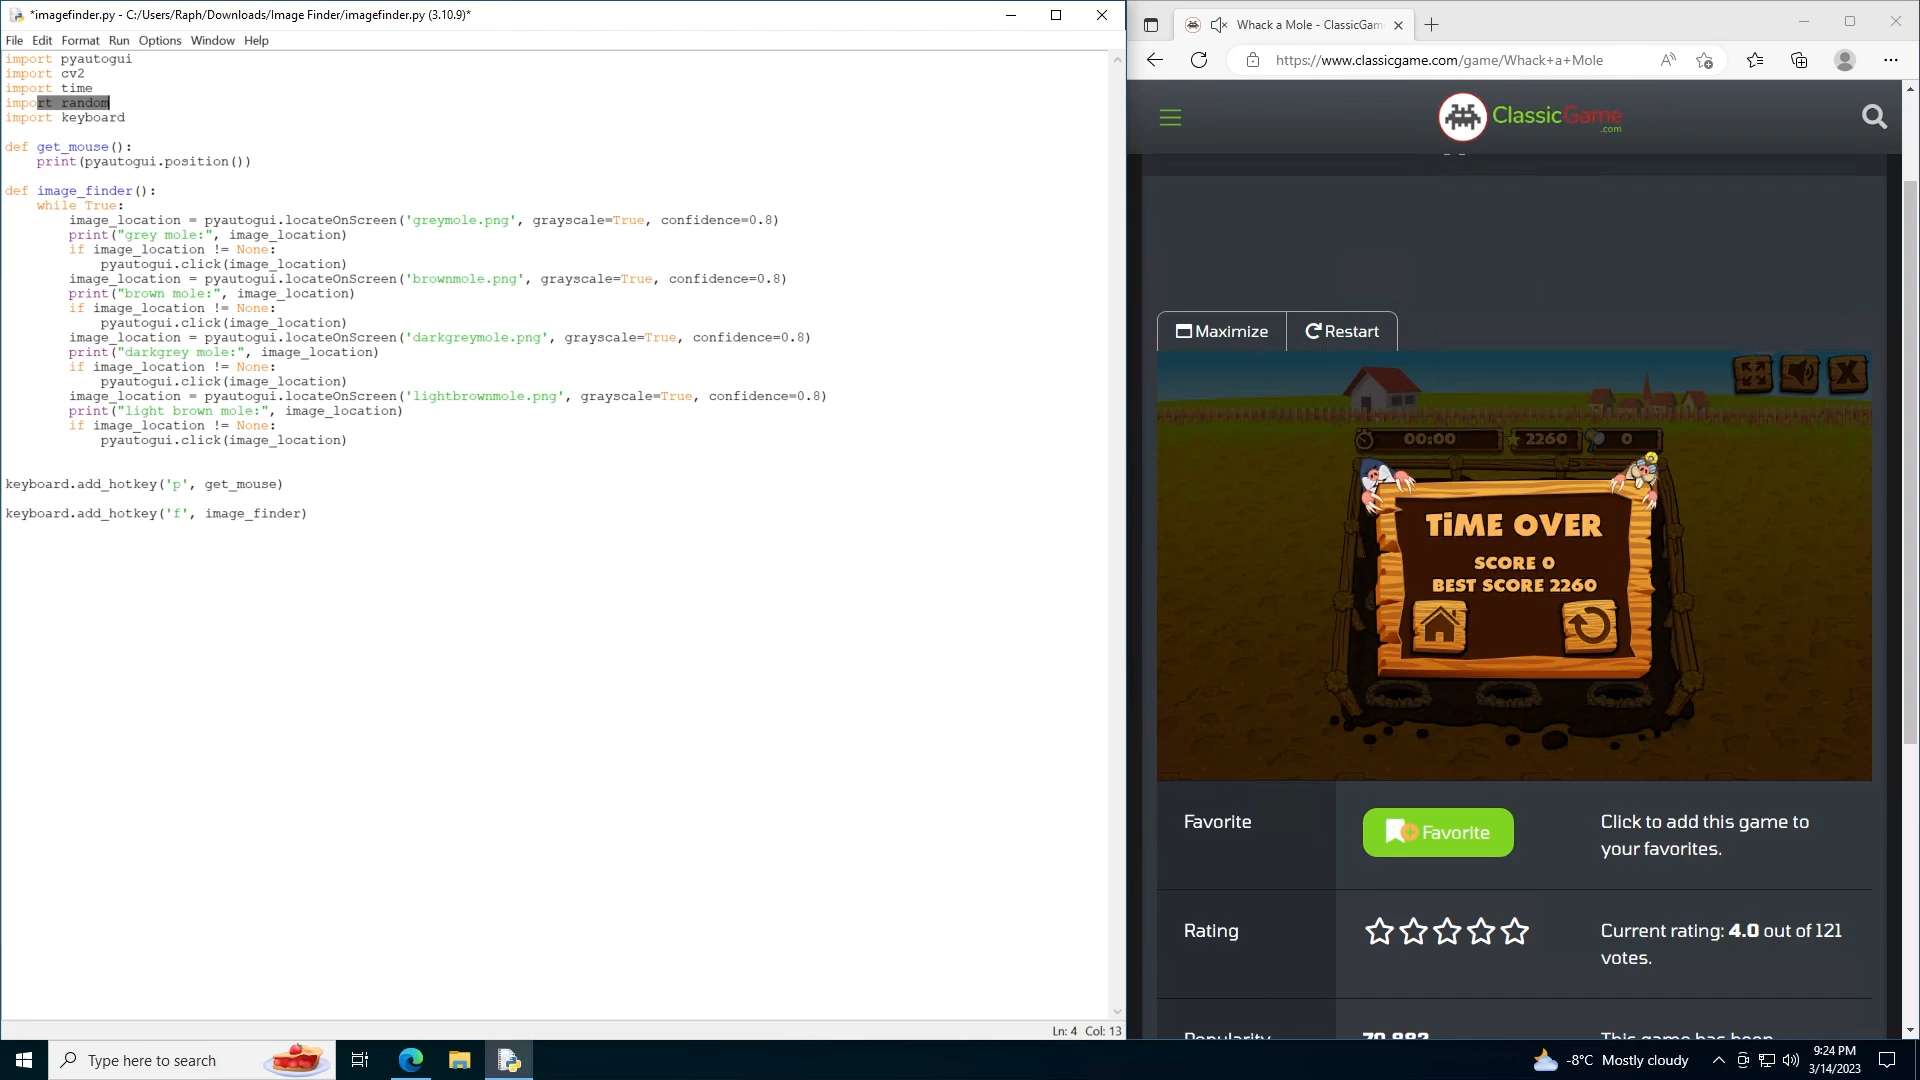 *imagefinder.py - C:/Users/Raph/Downloads/Image Finder/imagefinder.py (3.10.9)*
File Edit Format Run Options Window Help
import pyautogui
import cv2
import time
import random
import keyboard
def get_mouse():
    print(pyautogui.position())
def image_finder():
    while True:
        image_location = pyautogui.locateOnScreen('greymole.png', grayscale=True, confidence=0.8)
        print("grey mole:", image_location)
        if image_location != None:
            pyautogui.click(image_location)
        image_location = pyautogui.locateOnScreen('brownmole.png', grayscale=True, confidence=0.8)
        print("brown mole:", image_location)
        if image_location != None:
            pyautogui.click(image_location)
        image_location = pyautogui.locateOnScreen('darkgreymole.png', grayscale=True, confidence=0.8)
        print("darkgrey mole:", image_location)
        if image_location != None:
            pyautogui.click(image_location)
        image_location = pyautogui.locateOnScreen('lightbrownmole.png', grayscale=True, confidence=0.8)
        print("light brown mole:", image_location)
        if image_location != None:
            pyautogui.click(image_location)
keyboard.add_hotkey('p', get_mouse)
keyboard.add_hotkey('f', image_finder)
Ln: 4 Col: 13
Whack a Mole - ClassicGam
https://www.classicgame.com/game/Whack+a+Mole
ClassicGame
.com
Maximize Restart
00:00 2260 0
TiME OVER
SCORE 0
BEST SCORE 2260
Favorite Favorite Click to add this game to
your favorites.
Rating Current rating: 4.0 out of 121
votes.
Type here to search
-8°C Mostly cloudy
9:24 PM
3/14/2023